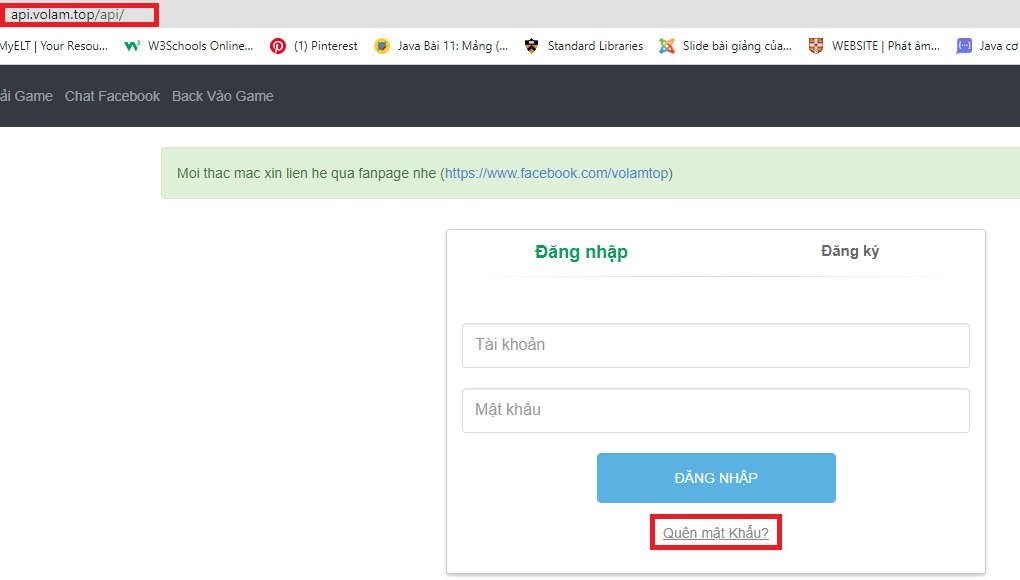 api.volam.top/api/
MyELT | Your Resou... W3Schools Online... (1) Pinterest Java Bài 11: Mảng (... Standard Libraries Slide bài giảng của... WEBSITE | Phát âm... Java cơ
ải Game Chat Facebook Back Vào Game
Moi thac mac xin lien he qua fanpage nhe (https://www.facebook.com/volamtop)
Đăng nhập Đăng ký
Tài khoản
Mật khẩu
ĐĂNG NHẬP
Quên mật Khẩu?